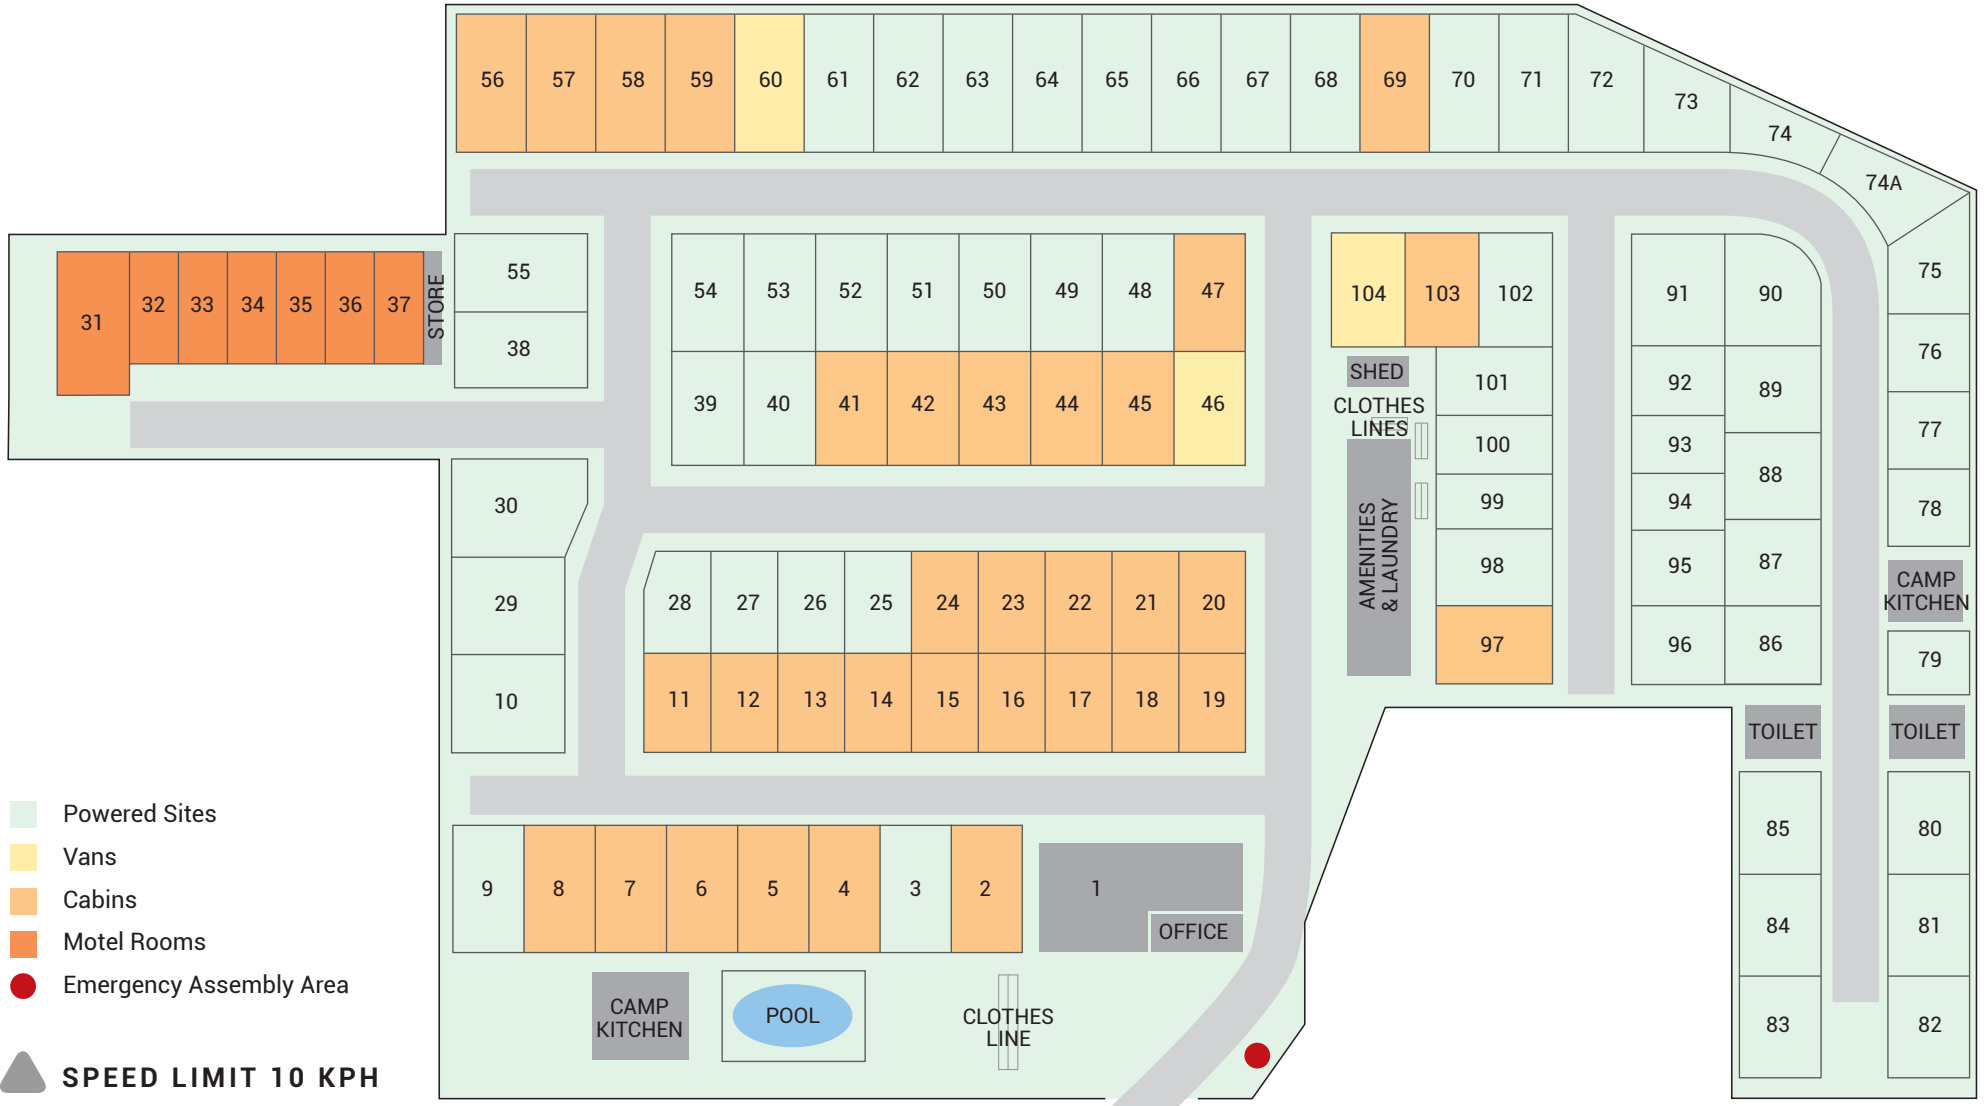 56 57 58 59 60 61 62 63 64 65 66 67 68 69 70 71 72 73 74 74A
31 32 33 34 35 36 37 STORE
55
38
54 53 52 51 50 49 48 47
39 40 41 42 43 44 45 46
104 103 102
SHED
CLOTHES
LINES
AMENITIES
& LAUNDRY
101
100
99
98
97
91 90
92 89
93 88
94 87
95 86
96
75
76
77
78
CAMP
KITCHEN
79
TOILET TOILET
85 80
84 81
83 82
30
29
10
28 27 26 25 24 23 22 21 20
11 12 13 14 15 16 17 18 19
9 8 7 6 5 4 3 2 1
OFFICE
CAMP
KITCHEN
POOL
CLOTHES
LINE
Powered Sites
Vans
Cabins
Motel Rooms
Emergency Assembly Area
SPEED LIMIT 10 KPH